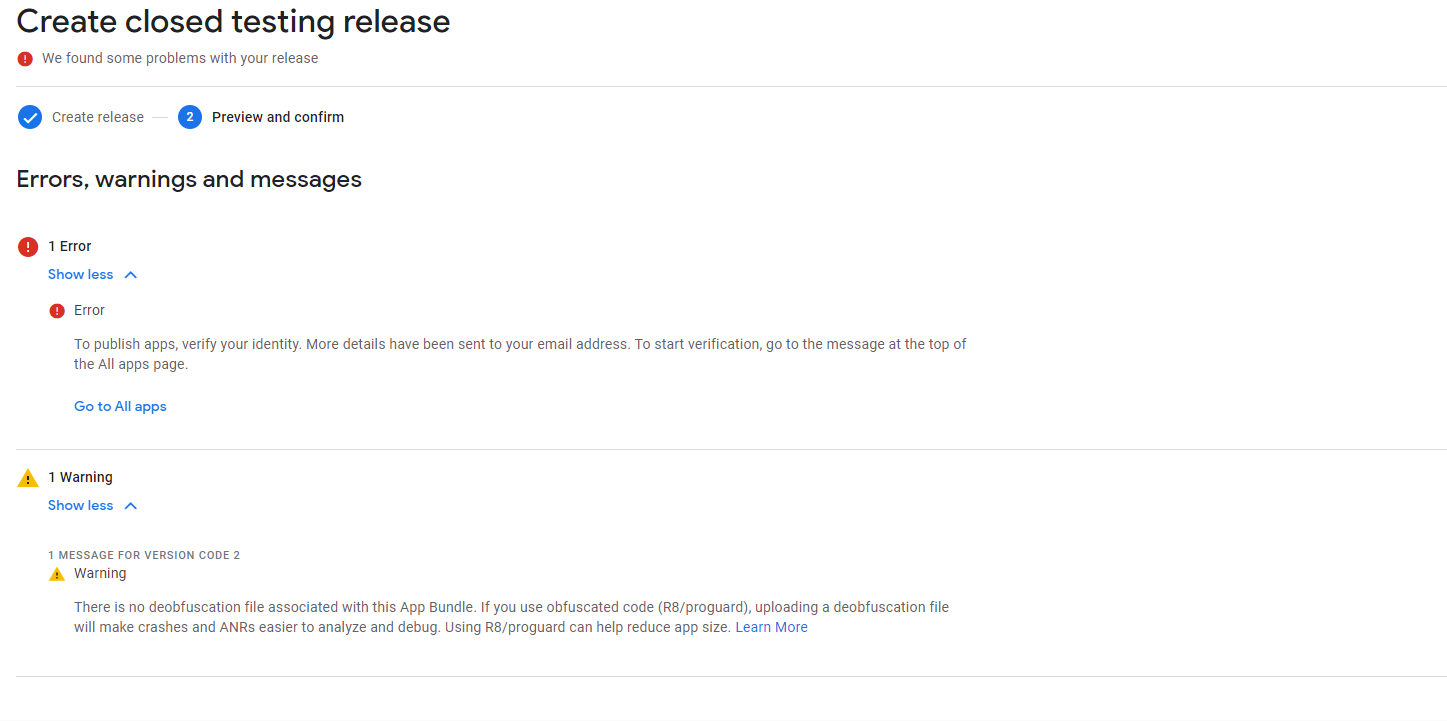 Create closed testing release
We found some problems with your release
Create release
2
Preview and confirm
Errors, warnings and messages
1 Error
Show less
Error
To publish apps, verify your identity. More details have been sent to your email address. To start verification, go to the message at the top of
the All apps page.
Go to All apps
1 Warning
Show less
1 MESSAGE FOR VERSION CODE 2
Warning
There is no deobfuscation file associated with this App Bundle. If you use obfuscated code (R8/proguard), uploading a deobfuscation file
will make crashes and ANRs easier to analyze and debug. Using R8/proguard can help reduce app size. Learn More